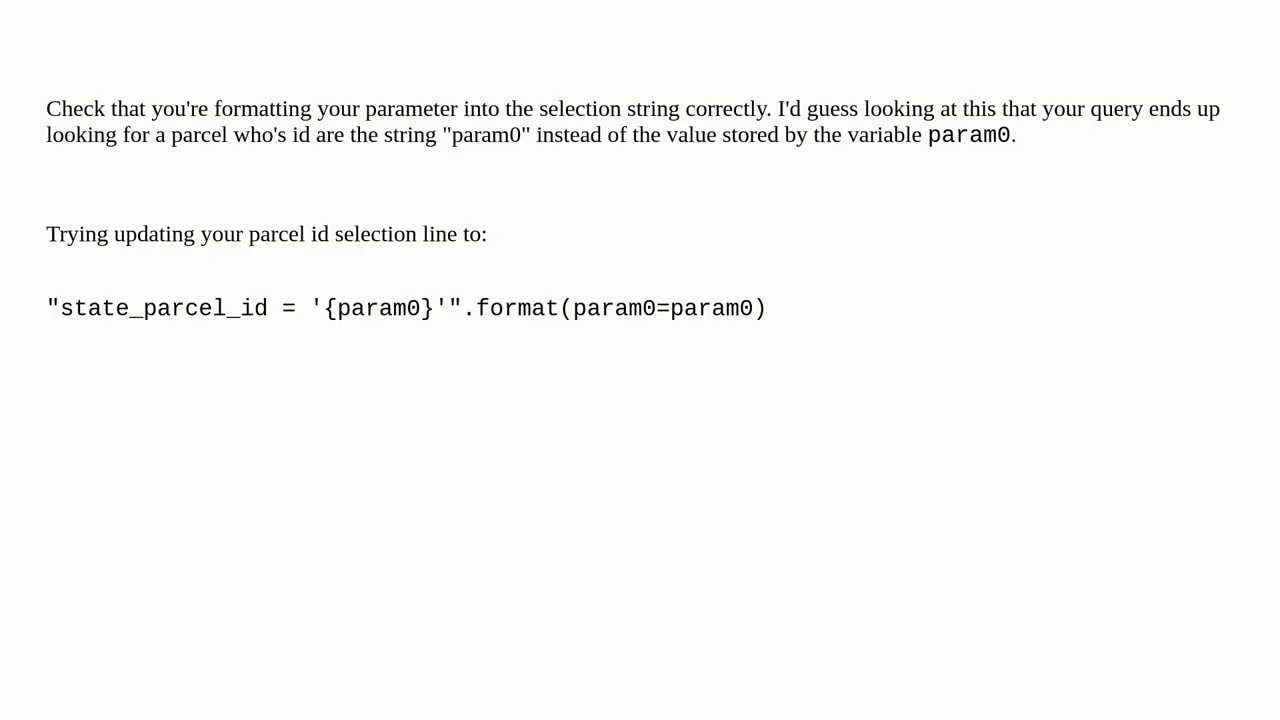 Check that you're formatting your parameter into the selection string correctly. I'd guess looking at this that your query ends up
looking for a parcel who's id are the string "param0" instead of the value stored by the variable param0.
Trying updating your parcel id selection line to:
"state_parcel_id = '{param0}'".format(param0=param0)